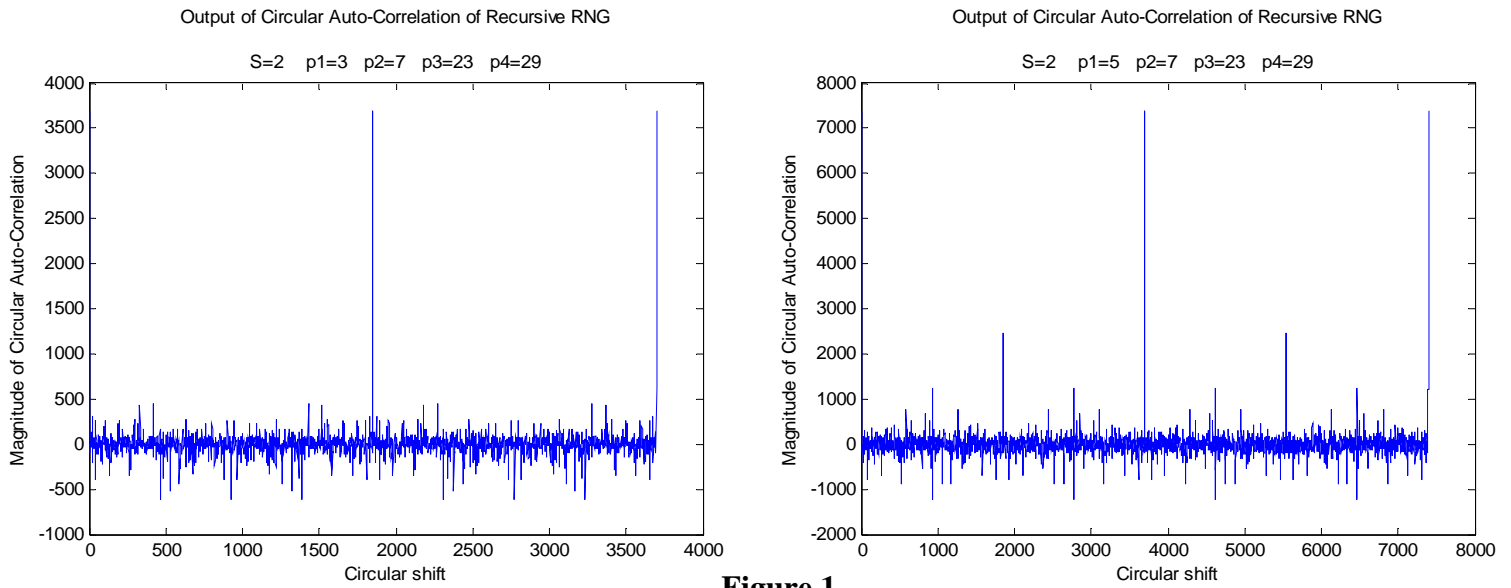 Output of Circular Auto-Correlation of Recursive RNG
S=2 p1=3 p2=7 p3=23 p4=29
4000
3500
3000
2500
2000
1500
1000
500
0
-500
-1000
Magnitude of Circular Auto-Correlation
0 500 1000 1500 2000 2500 3000 3500 4000
Circular shift
Output of Circular Auto-Correlation of Recursive RNG
S=2 p1=5 p2=7 p3=23 p4=29
8000
7000
6000
5000
4000
3000
2000
1000
0
-1000
-2000
Magnitude of Circular Auto-Correlation
0 1000 2000 3000 4000 5000 6000 7000 8000
Circular shift
Figure 1